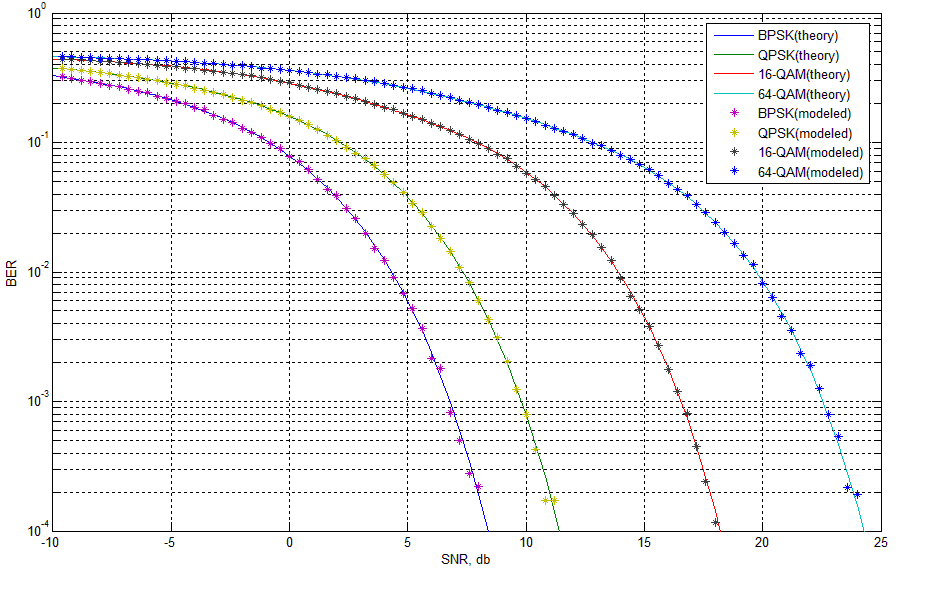 10^0
10^-1
10^-2
10^-3
10^-4
BER
-10 -5 0 5 10 15 20 25
SNR, db
BPSK(theory)
QPSK(theory)
16-QAM(theory)
64-QAM(theory)
BPSK(modeled)
QPSK(modeled)
16-QAM(modeled)
64-QAM(modeled)